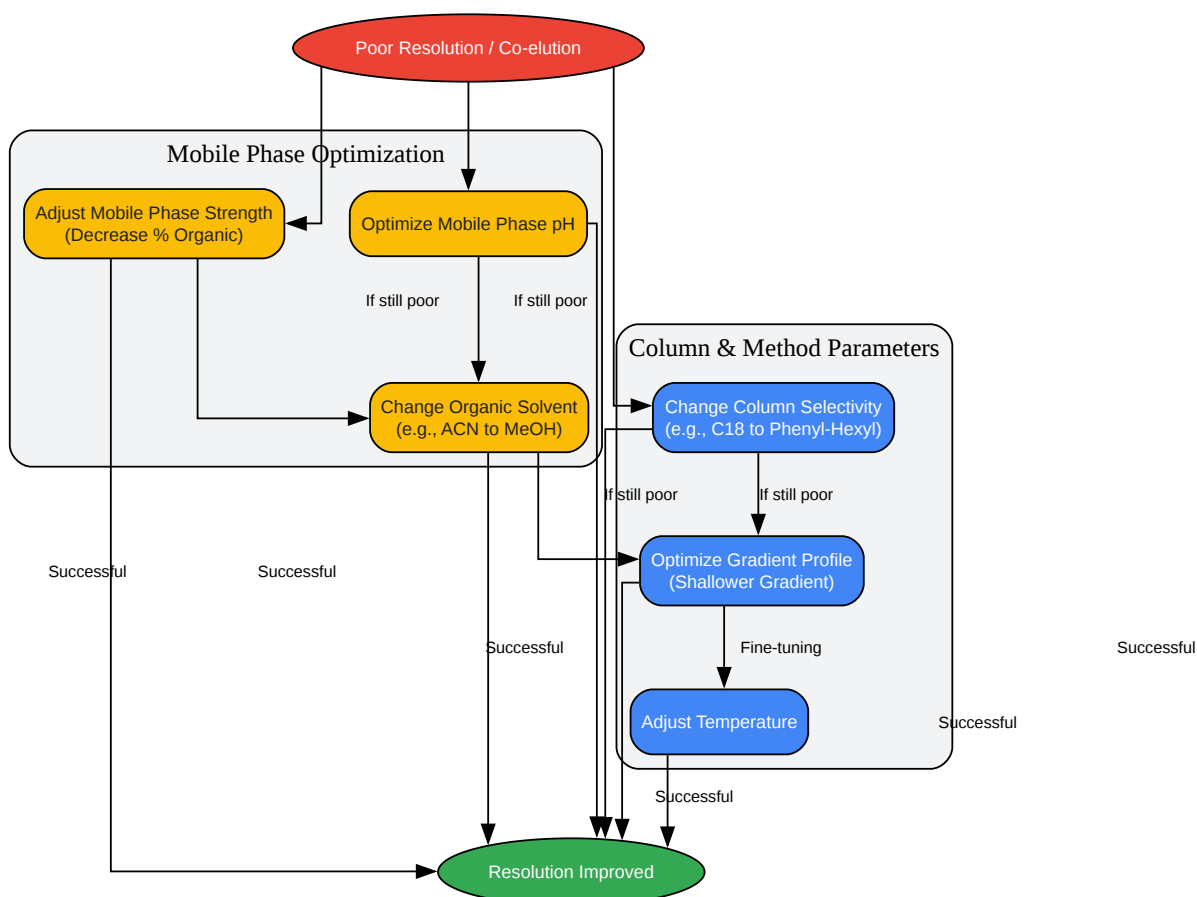 Poor Resolution / Co-elution
Mobile Phase Optimization
Adjust Mobile Phase Strength
(Decrease % Organic)
Optimize Mobile Phase pH
If still poor
If still poor
Column & Method Parameters
Change Organic Solvent
(e.g., ACN to MeOH)
Change Column Selectivity
(e.g., C18 to Phenyl-Hexyl)
If still poor
If still poor
Optimize Gradient Profile
(Shallower Gradient)
Successful
Successful
Successful
Fine-tuning
Successful
Adjust Temperature
Successful
Successful
Resolution Improved